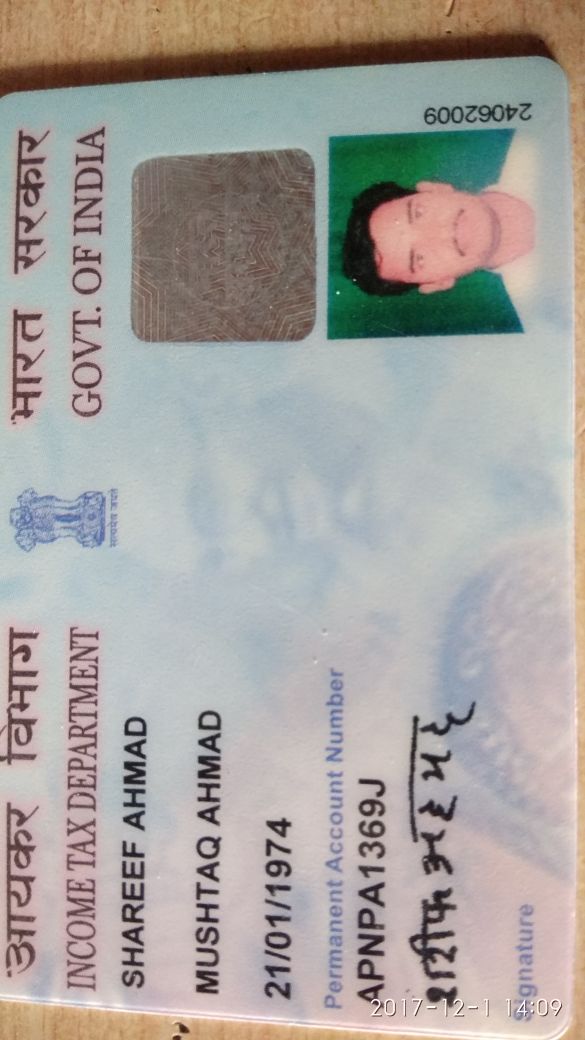 आयकर विभाग
INCOME TAX DEPARTMENT
सत्यमेव जयते
भारत सरकार
GOVT. OF INDIA
SHAREEF AHMAD
MUSHTAQ AHMAD
21/01/1974
Permanent Account Number
APNPA1369J
शरीफ अहमद
Signature
24062009
2017-12-1 14:09